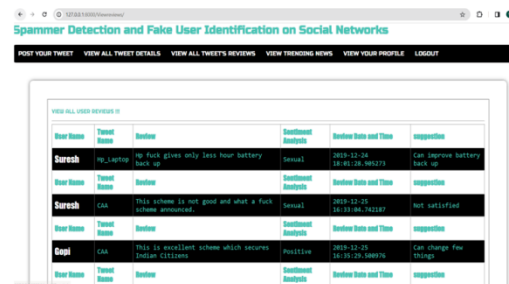 127.0.0.1:8000/Viewreviews/
Spammer Detection and Fake User Identification on Social Networks
POST YOUR TWEET VIEW ALL TWEET DETAILS VIEW ALL TWEET'S REVIEWS VIEW TRENDING NEWS VIEW YOUR PROFILE LOGOUT
VIEW ALL USED REVIEWS !!!
User Name Tweet Name Review Sentiment Analysis Review Date and Time suggestion
Suresh Hp_Laptop Hp fuck gives only less hour battery back up Sexual 2019-12-24 18:01:28.905273 Can improve battery back up
User Name Tweet Name Review Sentiment Analysis Review Date and Time suggestion
Suresh CAA This scheme is not good and what a fuck scheme announced. Sexual 2019-12-25 16:33:04.742187 Not satisfied
User Name Tweet Name Review Sentiment Analysis Review Date and Time suggestion
Gopi CAA This is excellent scheme which secures Indian Citizens Positive 2019-12-25 16:35:29.500976 Can change few things
User Name Tweet Name Review Sentiment Analysis Review Date and Time suggestion